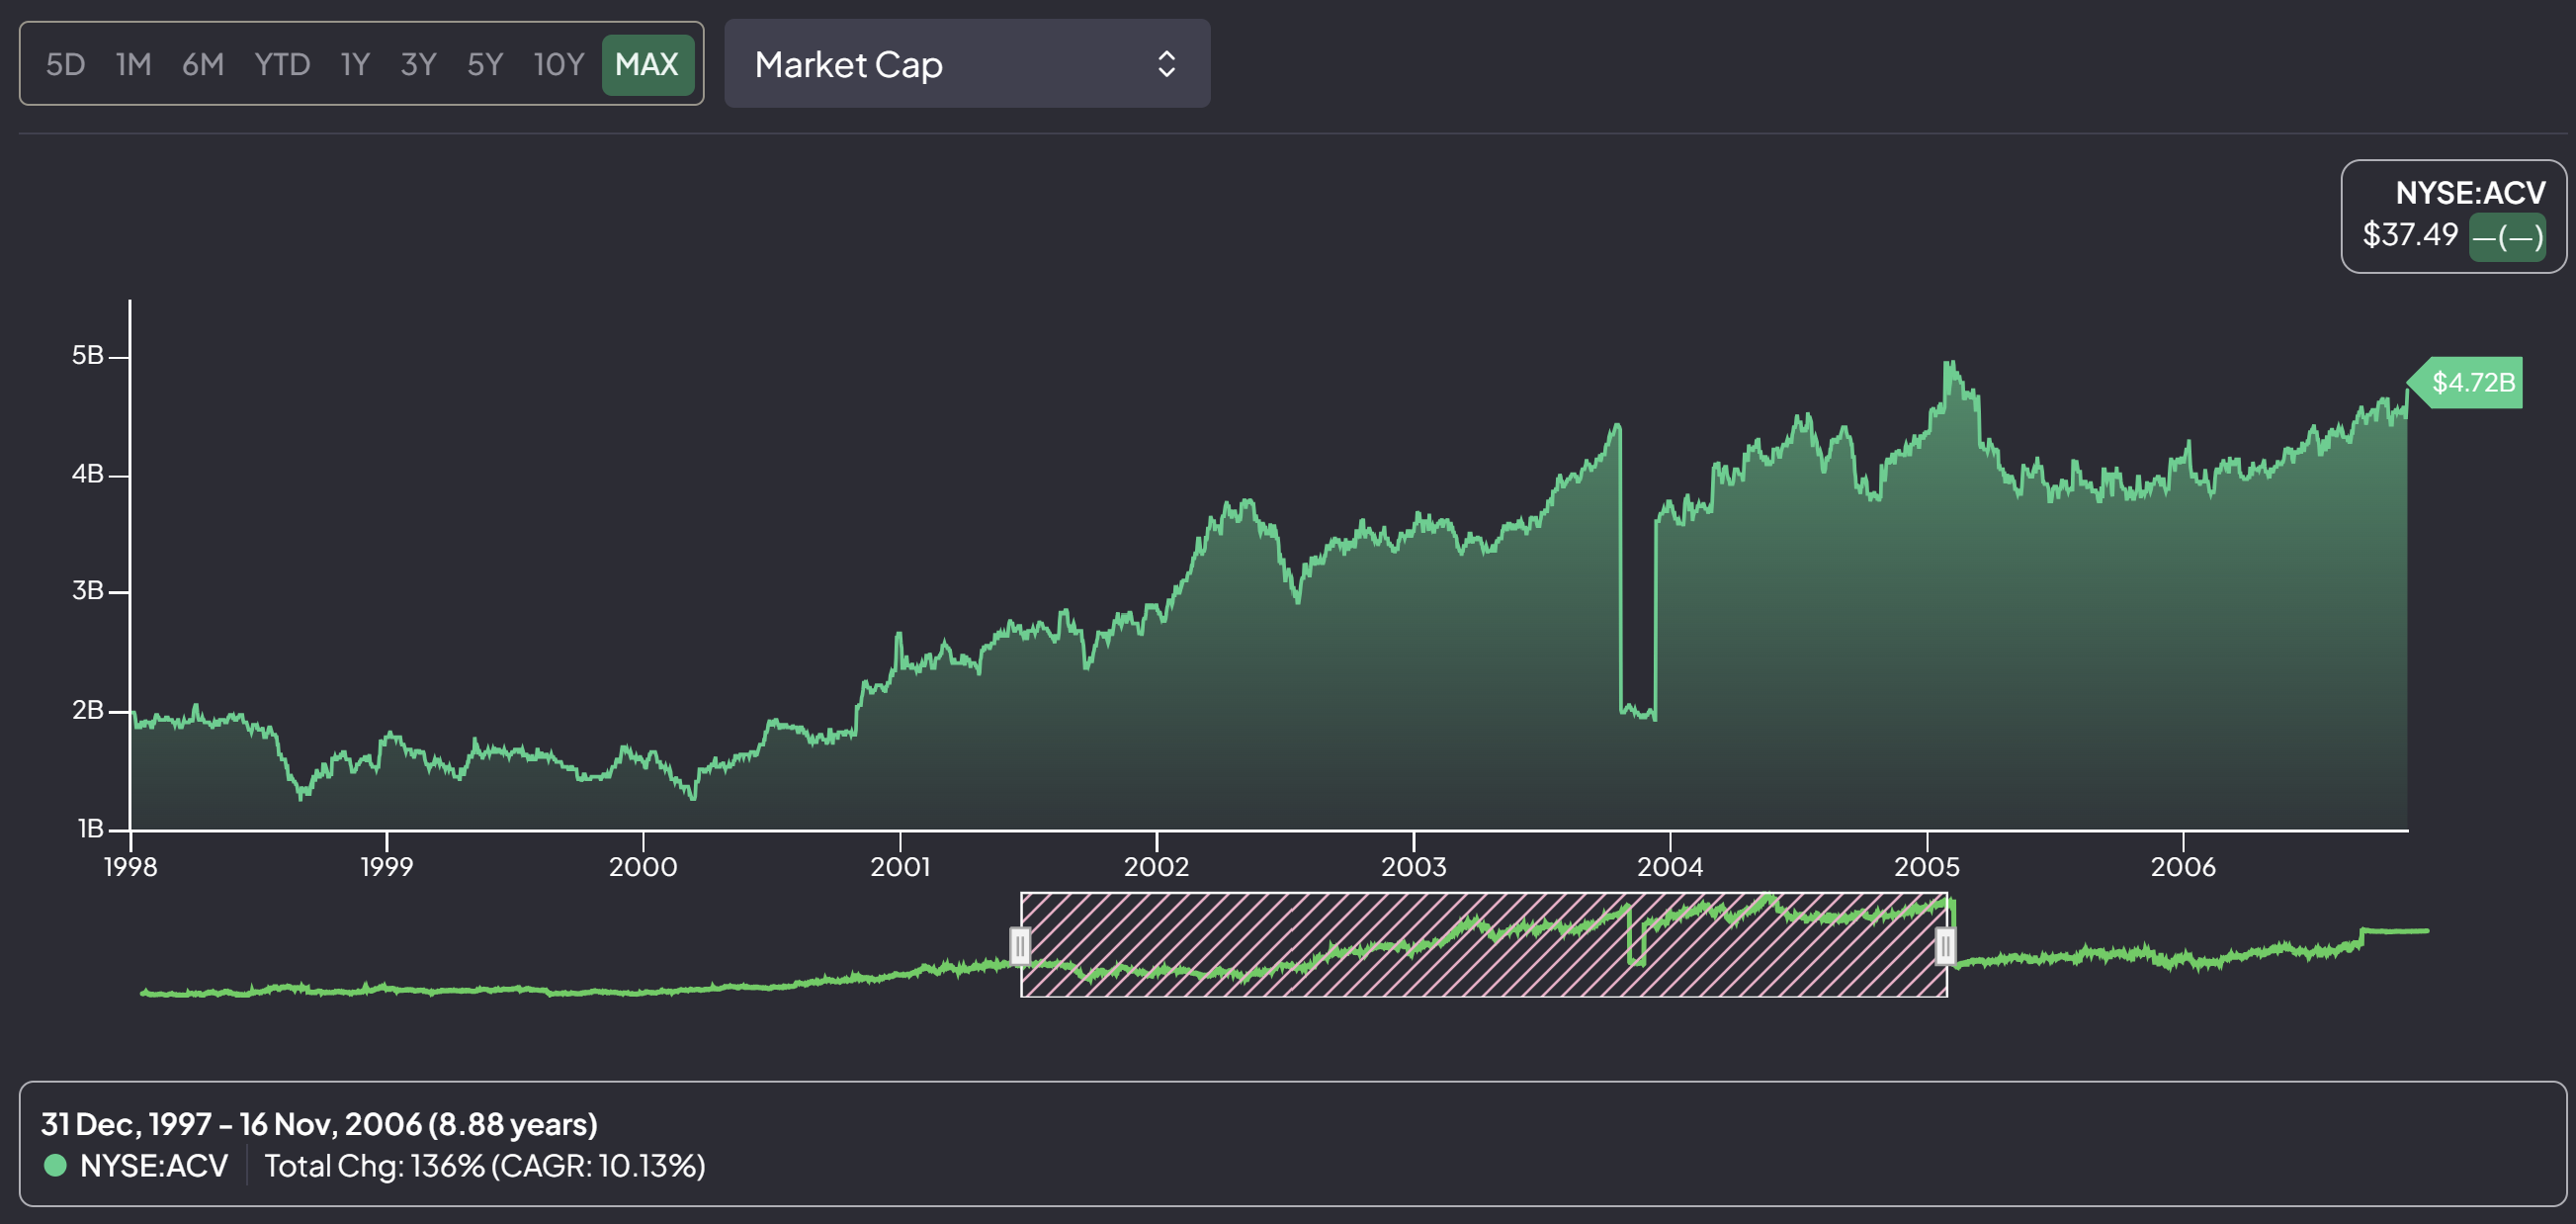 5D 1M 6M YTD 1Y 3Y 5Y 10Y MAX
Market Cap
NYSE:ACV
$37.49 —(—)
5B
$4.72B
4B
3B
2B
1B
1998 1999 2000 2001 2002 2003 2004 2005 2006
31 Dec, 1997 – 16 Nov, 2006 (8.88 years)
NYSE:ACV Total Chg: 136% (CAGR: 10.13%)